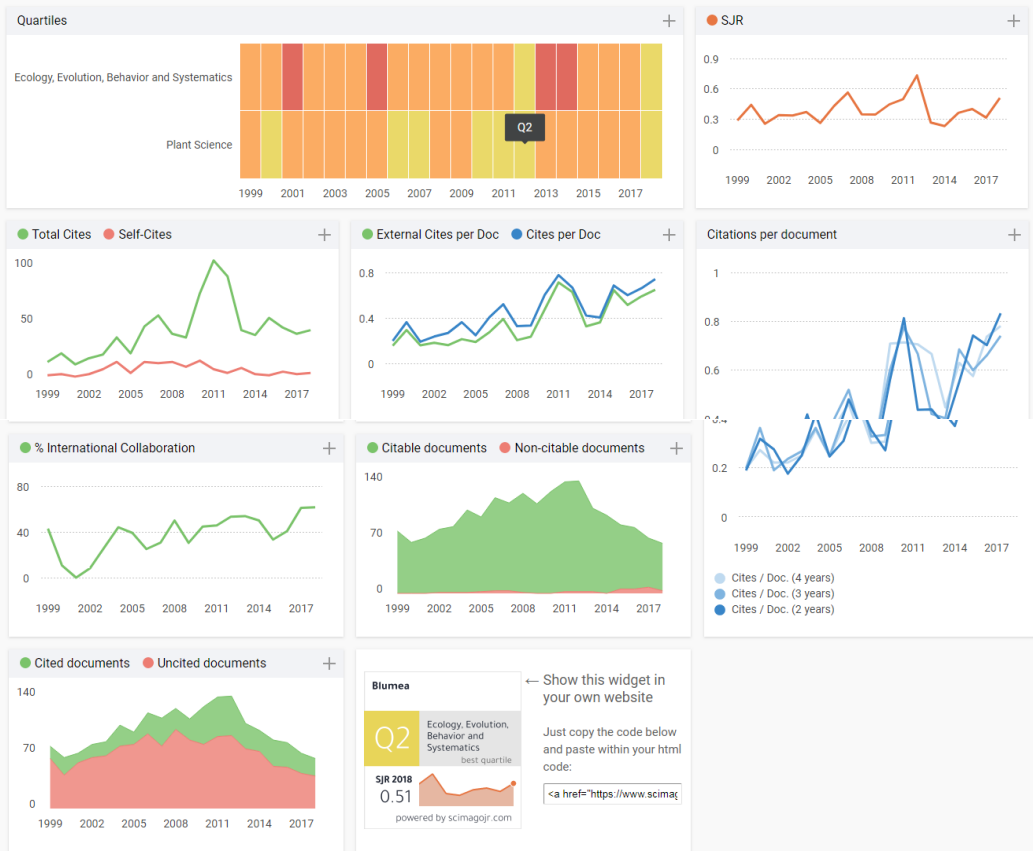 Quartiles
Ecology, Evolution, Behavior and Systematics
Plant Science
Q2
1999 2001 2003 2005 2007 2009 2011 2013 2015 2017
SJR
0.9
0.6
0.3
0
1999 2002 2005 2008 2011 2014 2017
Total Cites Self-Cites
100
50
0
1999 2002 2005 2008 2011 2014 2017
External Cites per Doc Cites per Doc
0.8
0.4
0
1999 2002 2005 2008 2011 2014 2017
Citations per document
1
0.8
0.6
0.4
0.2
0
1999 2002 2005 2008 2011 2014 2017
Cites / Doc. (4 years)
Cites / Doc. (3 years)
Cites / Doc. (2 years)
% International Collaboration
80
40
0
1999 2002 2005 2008 2011 2014 2017
Citable documents Non-citable documents
140
70
0
1999 2002 2005 2008 2011 2014 2017
Cited documents Uncited documents
140
70
0
1999 2002 2005 2008 2011 2014 2017
Blumea
Q2
Ecology, Evolution,
Behavior and
Systematics
best quartile
SJR 2018
0.51
powered by scimagojr.com
← Show this widget in
your own website
Just copy the code below
and paste within your html
code:
<a href="https://www.scimag